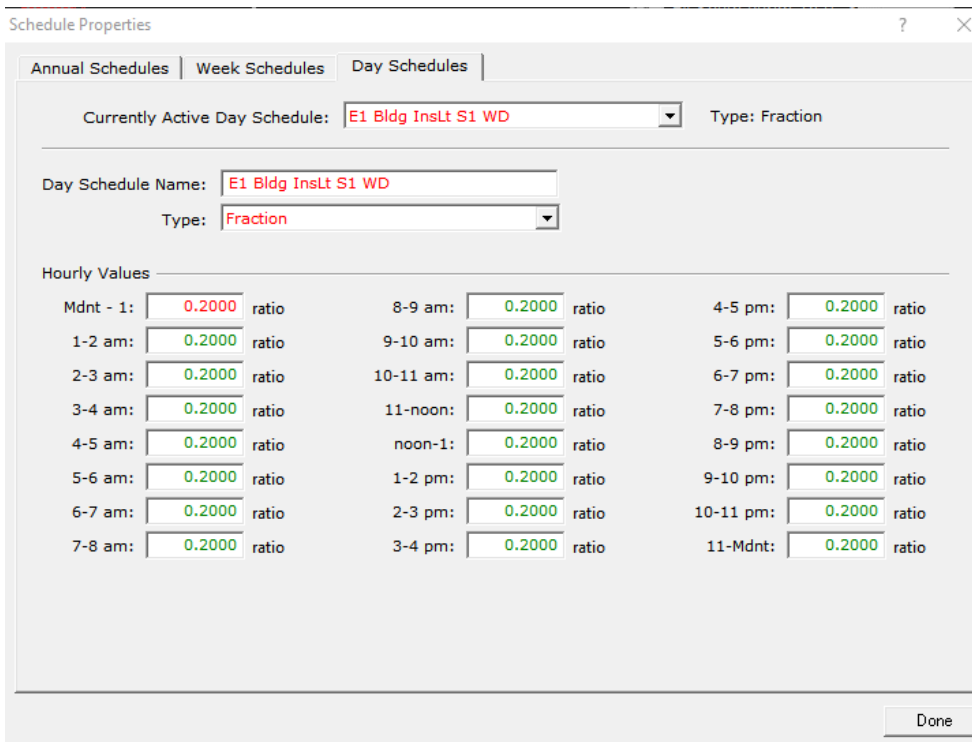 Schedule Properties ? ×
Annual Schedules Week Schedules Day Schedules
Currently Active Day Schedule: E1 Bldg InsLt S1 WD Type: Fraction
Day Schedule Name: E1 Bldg InsLt S1 WD
Type: Fraction
Hourly Values
Mdnt - 1: 0.2000 ratio 8-9 am: 0.2000 ratio 4-5 pm: 0.2000 ratio
1-2 am: 0.2000 ratio 9-10 am: 0.2000 ratio 5-6 pm: 0.2000 ratio
2-3 am: 0.2000 ratio 10-11 am: 0.2000 ratio 6-7 pm: 0.2000 ratio
3-4 am: 0.2000 ratio 11-noon: 0.2000 ratio 7-8 pm: 0.2000 ratio
4-5 am: 0.2000 ratio noon-1: 0.2000 ratio 8-9 pm: 0.2000 ratio
5-6 am: 0.2000 ratio 1-2 pm: 0.2000 ratio 9-10 pm: 0.2000 ratio
6-7 am: 0.2000 ratio 2-3 pm: 0.2000 ratio 10-11 pm: 0.2000 ratio
7-8 am: 0.2000 ratio 3-4 pm: 0.2000 ratio 11-Mdnt: 0.2000 ratio
Done